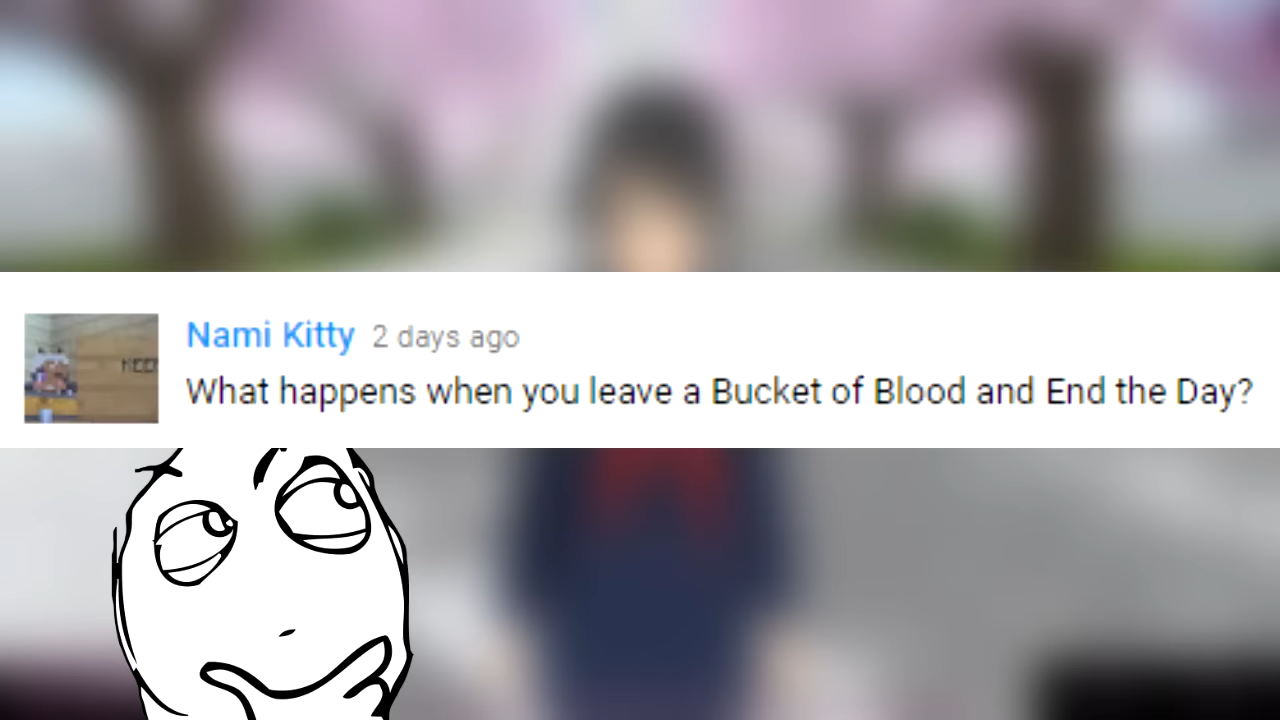 Nami Kitty 2 days ago
What happens when you leave a Bucket of Blood and End the Day?